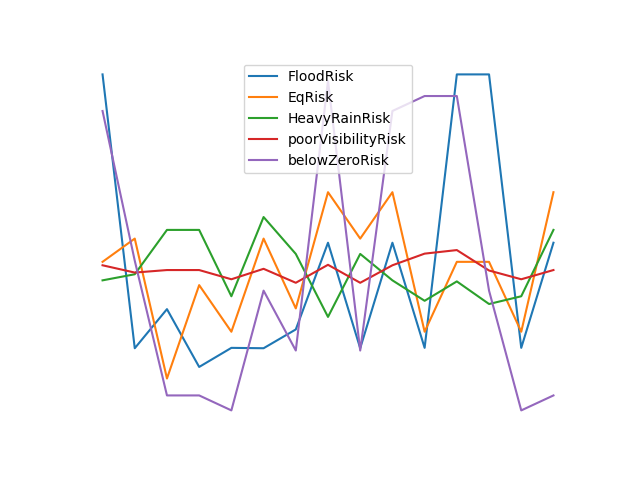 FloodRisk
EqRisk
HeavyRainRisk
poorVisibilityRisk
belowZeroRisk